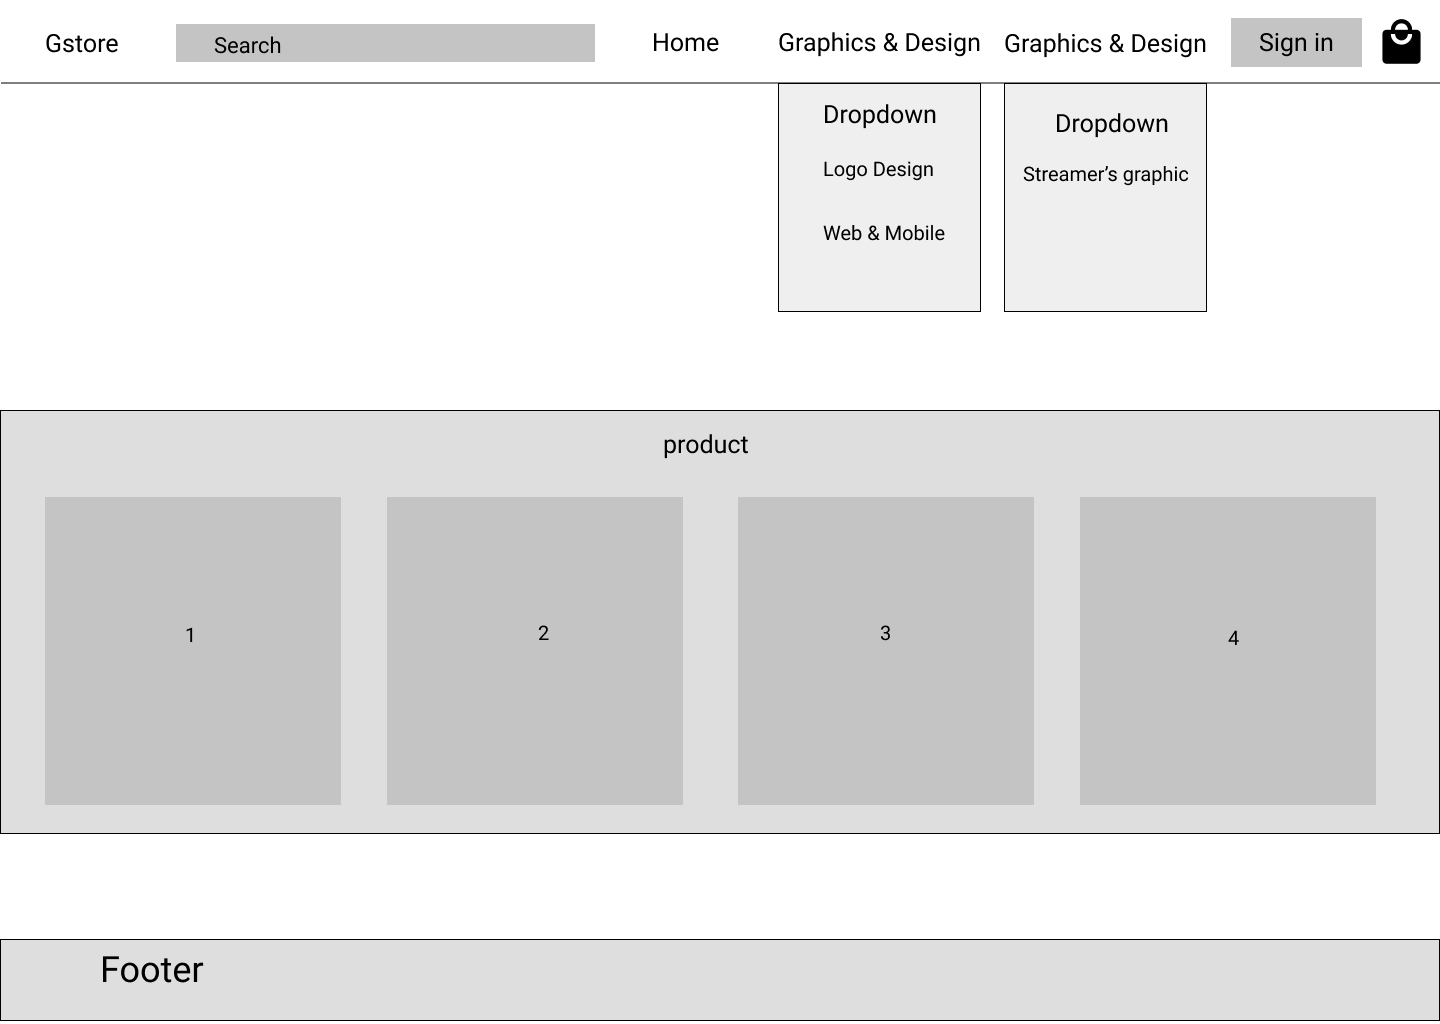 Gstore
Search
Home
Graphics & Design
Graphics & Design
Sign in
Dropdown
Logo Design
Web & Mobile
Dropdown
Streamer’s graphic
product
1
2
3
4
Footer